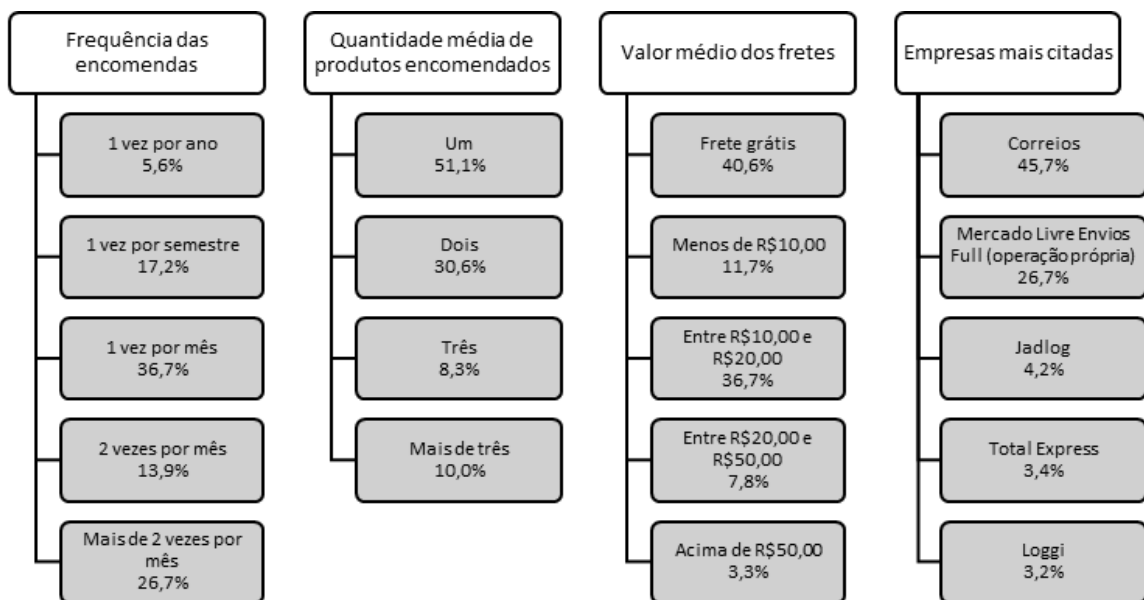 Frequência das
encomendas
1 vez por ano
5,6%
1 vez por semestre
17,2%
1 vez por mês
36,7%
2 vezes por mês
13,9%
Mais de 2 vezes por
mês
26,7%
Quantidade média de
produtos encomendados
Um
51,1%
Dois
30,6%
Três
8,3%
Mais de três
10,0%
Valor médio dos fretes
Frete grátis
40,6%
Menos de R$10,00
11,7%
Entre R$10,00 e
R$20,00
36,7%
Entre R$20,00 e
R$50,00
7,8%
Acima de R$50,00
3,3%
Empresas mais citadas
Correios
45,7%
Mercado Livre Envios
Full (operação própria)
26,7%
Jadlog
4,2%
Total Express
3,4%
Loggi
3,2%